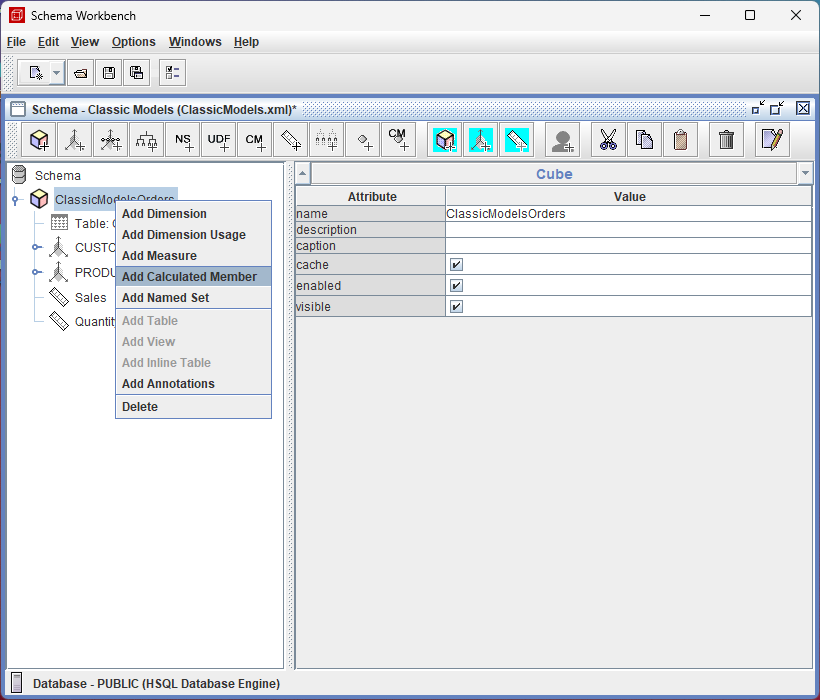 Schema Workbench
File Edit View Options Windows Help
Schema - Classic Models (ClassicModels.xml)*
NS UDF CM CM
Schema
ClassicModelsOrders
Table:
CUSTO
PRODU
Sales
Quantit
Add Dimension
Add Dimension Usage
Add Measure
Add Calculated Member
Add Named Set
Add Table
Add View
Add Inline Table
Add Annotations
Delete
Cube
Attribute Value
name ClassicModelsOrders
description
caption
cache
enabled
visible
Database - PUBLIC (HSQL Database Engine)